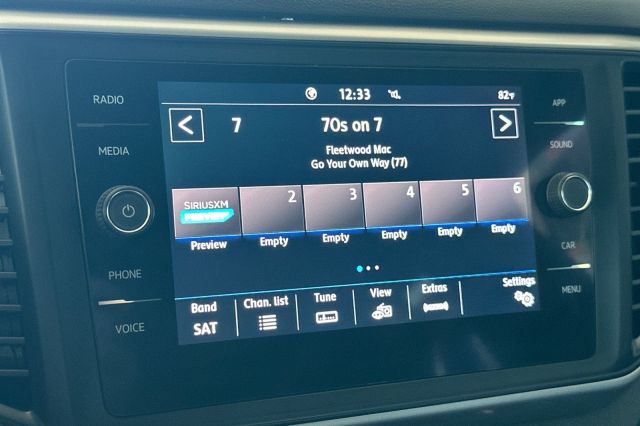 RADIO
MEDIA
PHONE
VOICE
12:33
82°F
7
70s on 7
Fleetwood Mac
Go Your Own Way (77)
SIRIUSXM
PREVIEW
2
3
4
5
6
Preview
Empty
Empty
Empty
Empty
Empty
Band
SAT
Chan. list
Tune
View
Extras
Settings
APP
SOUND
CAR
MENU